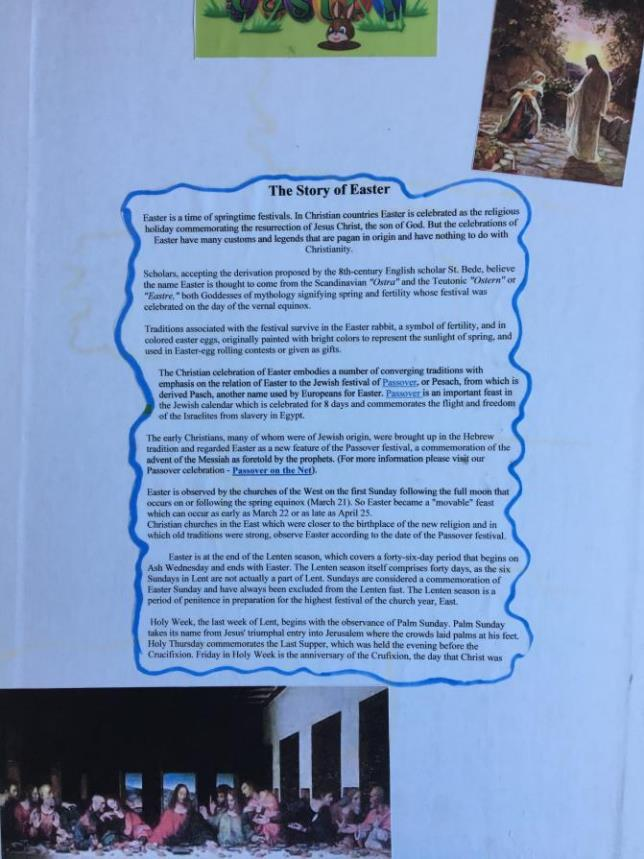 The Story of Easter
Easter is a time of springtime festivals. In Christian countries Easter is celebrated as the religious
holiday commemorating the resurrection of Jesus Christ, the son of God. But the celebrations of
Easter have many customs and legends that are pagan in origin and have nothing to do with
Christianity.
Scholars, accepting the derivation proposed by the 8th-century English scholar St. Bede, believe
the name Easter is thought to come from the Scandinavian "Ostra" and the Teutonic "Ostern" or
"Eastre," both Goddesses of mythology signifying spring and fertility whose festival was
celebrated on the day of the vernal equinox.
Traditions associated with the festival survive in the Easter rabbit, a symbol of fertility, and in
colored easter eggs, originally painted with bright colors to represent the sunlight of spring, and
used in Easter-egg rolling contests or given as gifts.
The Christian celebration of Easter embodies a number of converging traditions with
emphasis on the relation of Easter to the Jewish festival of Passover, or Pesach, from which is
derived Pasch, another name used by Europeans for Easter. Passover is an important feast in
the Jewish calendar which is celebrated for 8 days and commemorates the flight and freedom
of the Israelites from slavery in Egypt.
The early Christians, many of whom were of Jewish origin, were brought up in the Hebrew
tradition and regarded Easter as a new feature of the Passover festival, a commemoration of the
advent of the Messiah as foretold by the prophets. (For more information please visit our
Passover celebration - Passover on the Net).
Easter is observed by the churches of the West on the first Sunday following the full moon that
occurs on or following the spring equinox (March 21). So Easter became a "movable" feast
which can occur as early as March 22 or as late as April 25.
Christian churches in the East which were closer to the birthplace of the new religion and in
which old traditions were strong, observe Easter according to the date of the Passover festival.
Easter is at the end of the Lenten season, which covers a forty-six-day period that begins on
Ash Wednesday and ends with Easter. The Lenten season itself comprises forty days, as the six
Sundays in Lent are not actually a part of Lent. Sundays are considered a commemoration of
Easter Sunday and have always been excluded from the Lenten fast. The Lenten season is a
period of penitence in preparation for the highest festival of the church year, East.
Holy Week, the last week of Lent, begins with the observance of Palm Sunday. Palm Sunday
takes its name from Jesus' triumphal entry into Jerusalem where the crowds laid palms at his feet.
Holy Thursday commemorates the Last Supper, which was held the evening before the
Crucifixion. Friday in Holy Week is the anniversary of the Crufixion, the day that Christ was